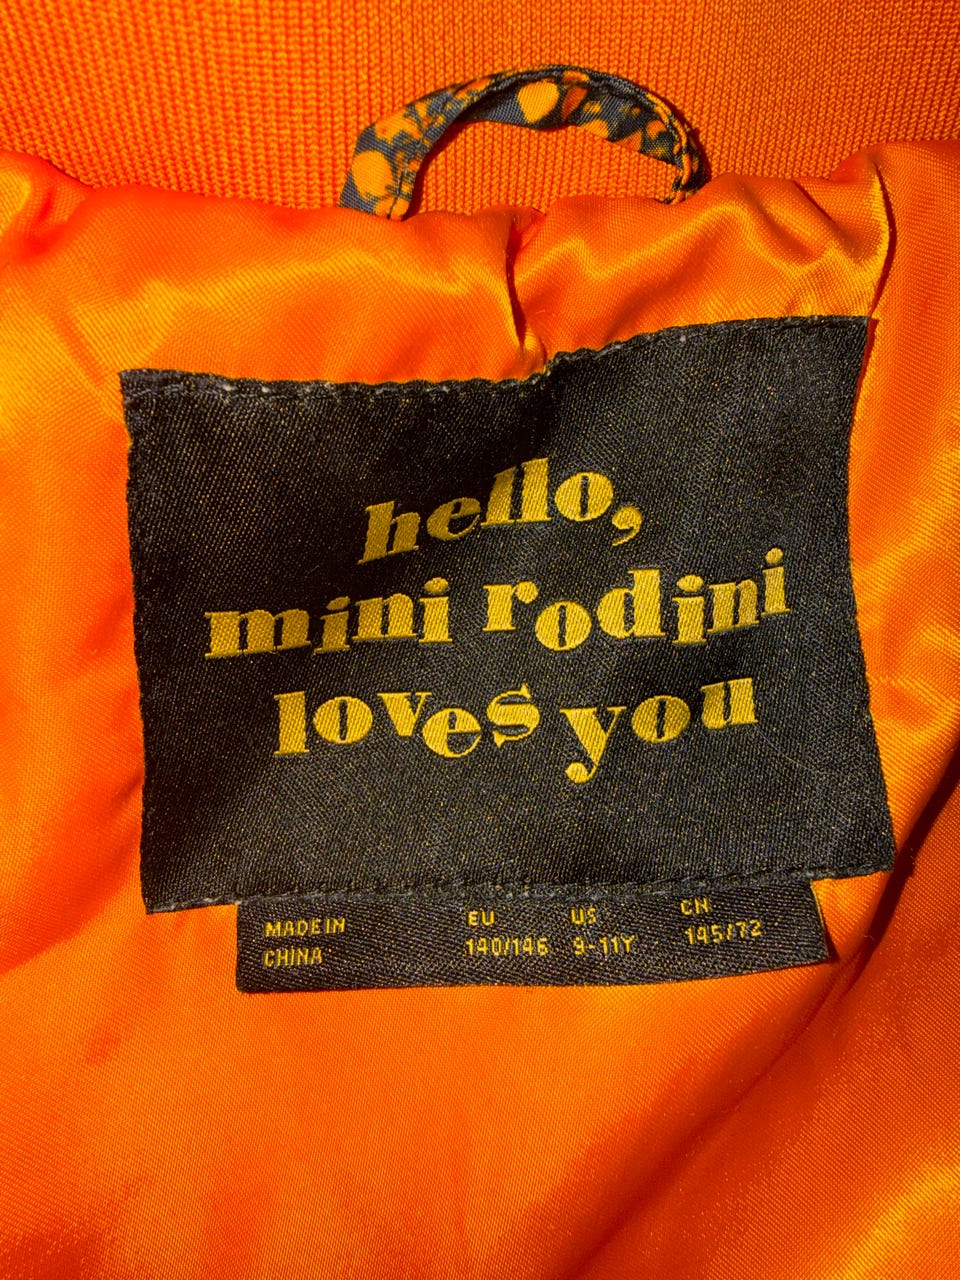 hello,
mini rodini
loves you
MADE IN
CHINA
EU
140/146
US
9-11Y
CN
145/72